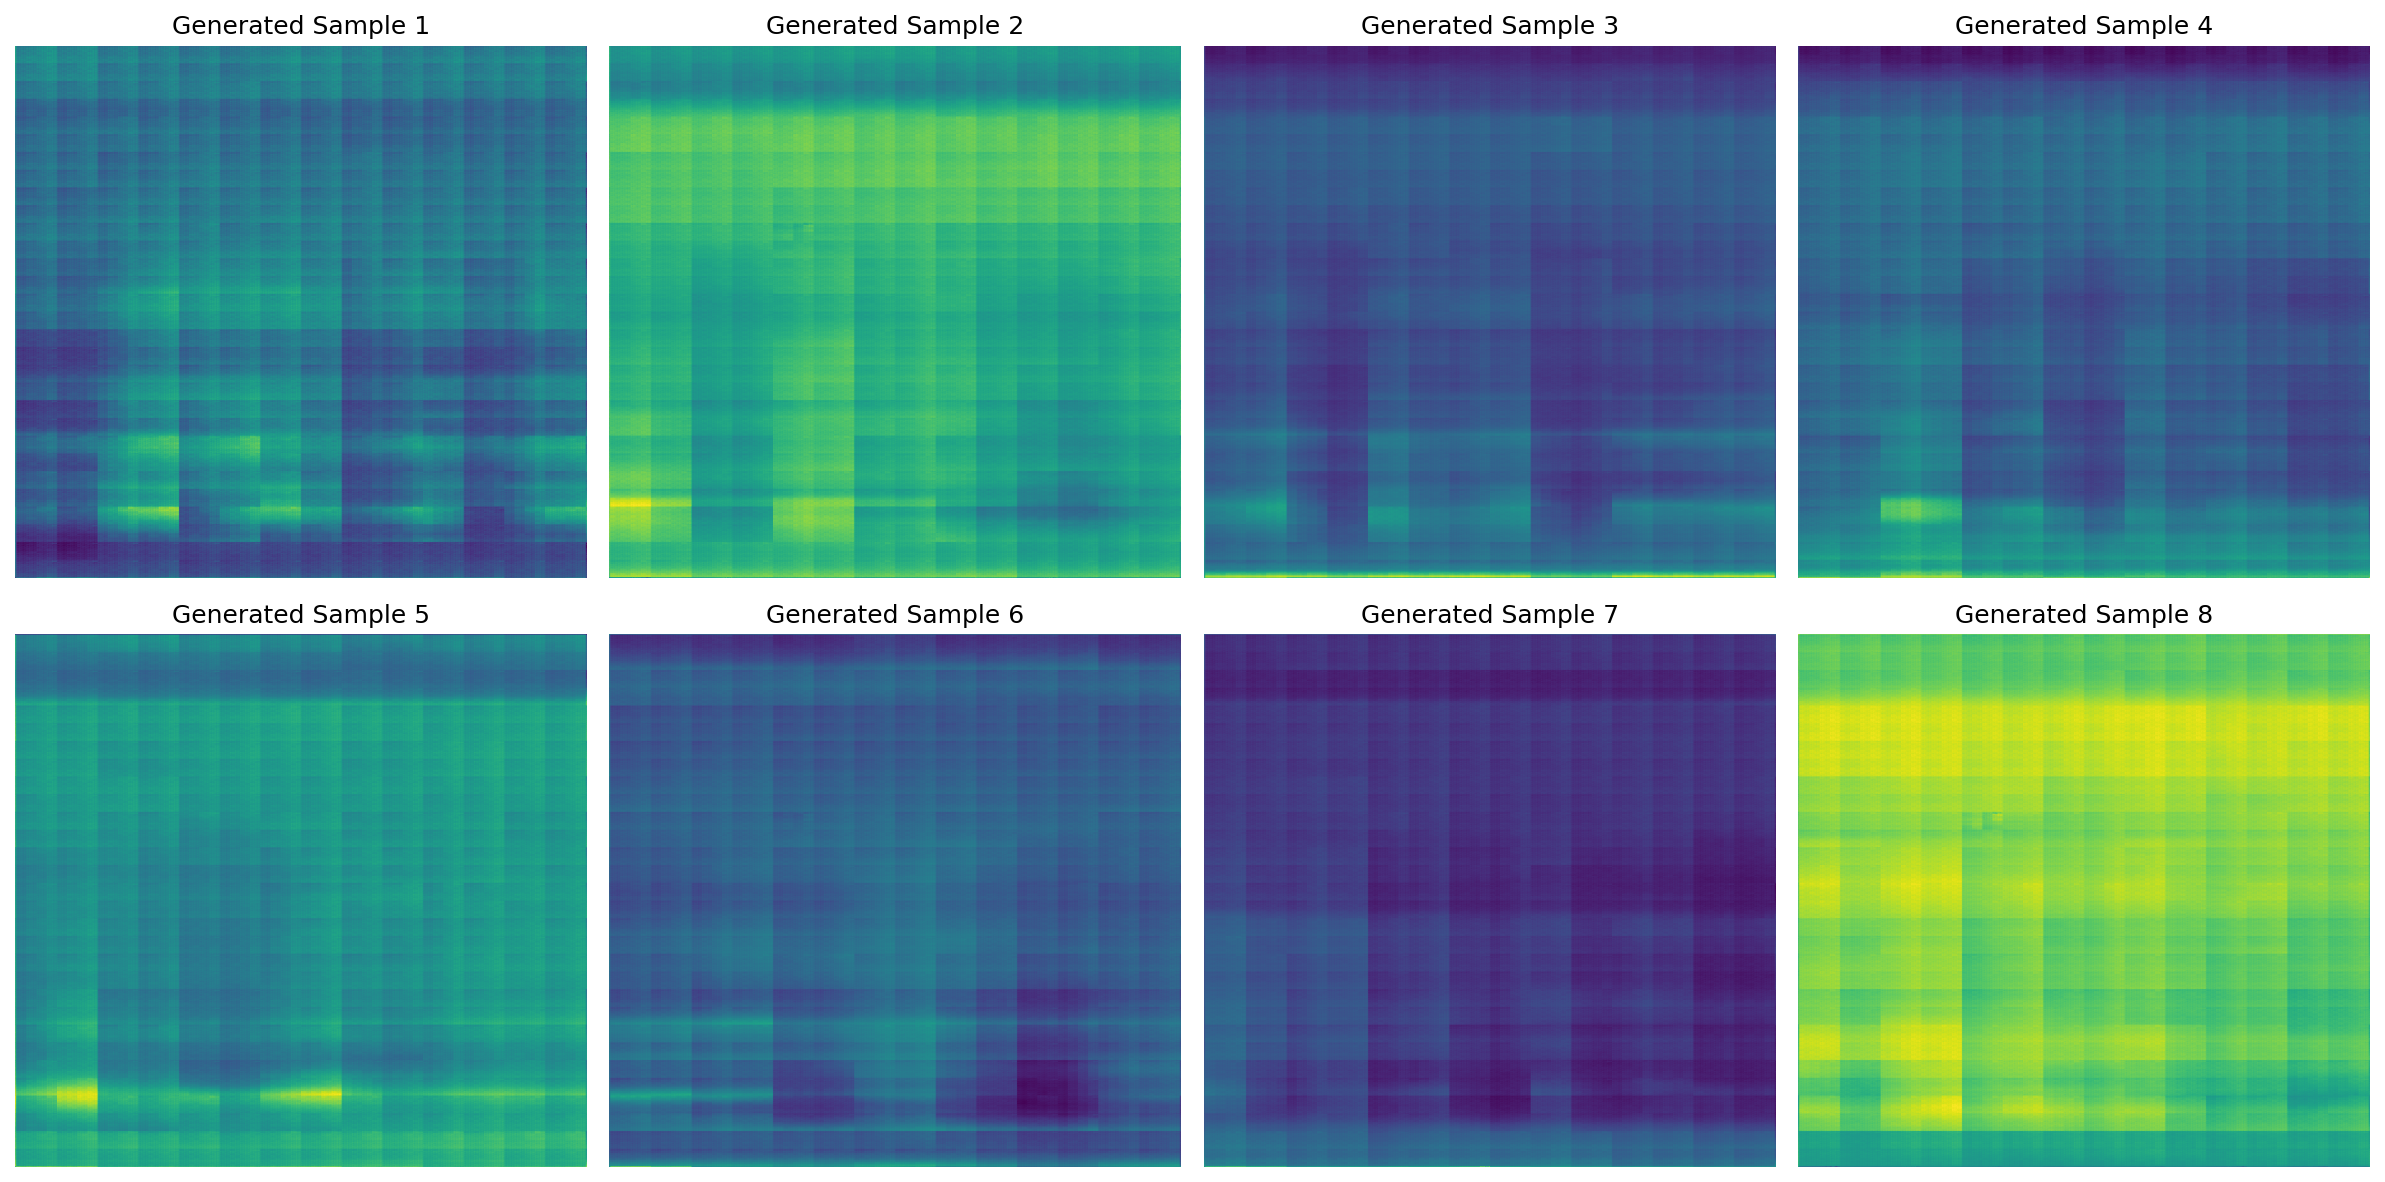 Generated Sample 1
Generated Sample 2
Generated Sample 3
Generated Sample 4
Generated Sample 5
Generated Sample 6
Generated Sample 7
Generated Sample 8